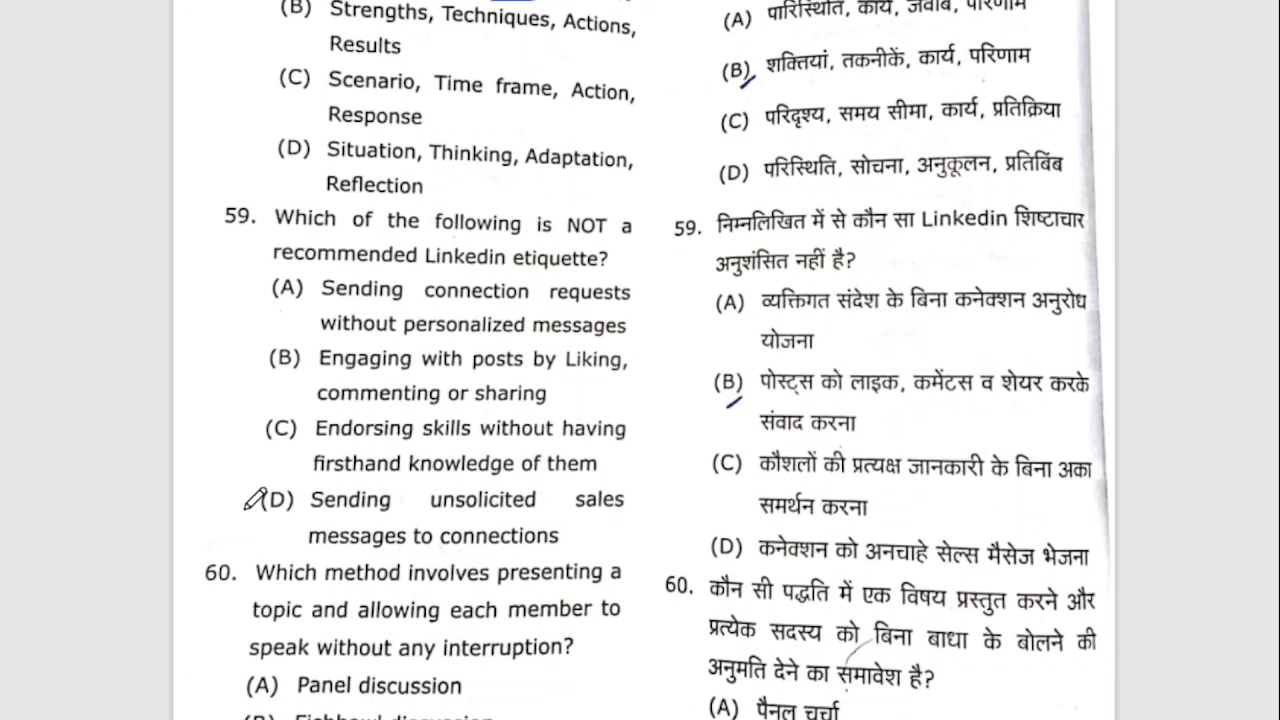 (B) Strengths, Techniques, Actions,
Results
(C) Scenario, Time frame, Action,
Response
(D) Situation, Thinking, Adaptation,
Reflection
59. Which of the following is NOT a
recommended Linkedin etiquette?
(A) Sending connection requests
without personalized messages
(B) Engaging with posts by Liking,
commenting or sharing
(C) Endorsing skills without having
firsthand knowledge of them
(D) Sending unsolicited sales
messages to connections
60. Which method involves presenting a
topic and allowing each member to
speak without any interruption?
(A) Panel discussion
(B) Fishbowl discussion
(A) पारिस्थिति, कार्य, जवाब, परिणाम
(B) शक्तियां, तकनीकें, कार्य, परिणाम
(C) परिदृश्य, समय सीमा, कार्य, प्रतिक्रिया
(D) परिस्थिति, सोचना, अनुकूलन, प्रतिबिंब
59. निम्नलिखित में से कौन सा Linkedin शिष्टाचार
अनुशंसित नहीं है?
(A) व्यक्तिगत संदेश के बिना कनेक्शन अनुरोध
योजना
(B) पोस्ट्स को लाइक, कमेंटस व शेयर करके
संवाद करना
(C) कौशलों की प्रत्यक्ष जानकारी के बिना अका
समर्थन करना
(D) कनेक्शन को अनचाहे सेल्स मैसेज भेजना
60. कौन सी पद्धति में एक विषय प्रस्तुत करने और
प्रत्येक सदस्य को बिना बाधा के बोलने की
अनुमति देने का समावेश है?
(A) पैनल चर्चा